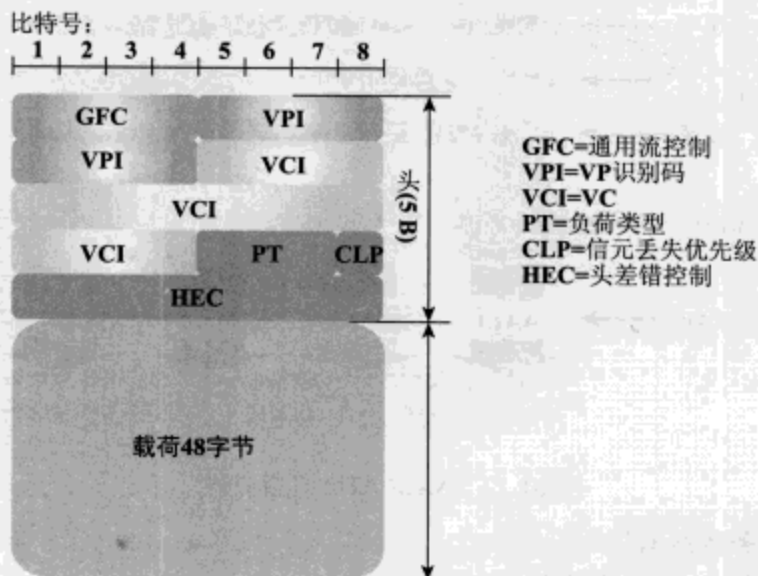 比特号:
1 2 3 4 5 6 7 8
GFC VPI
VPI VCI
VCI
VCI PT CLP
HEC
载荷48字节
头(5 B)
GFC=通用流控制
VPI=VP识别码
VCI=VC
PT=负荷类型
CLP=信元丢失优先级
HEC=头差错控制